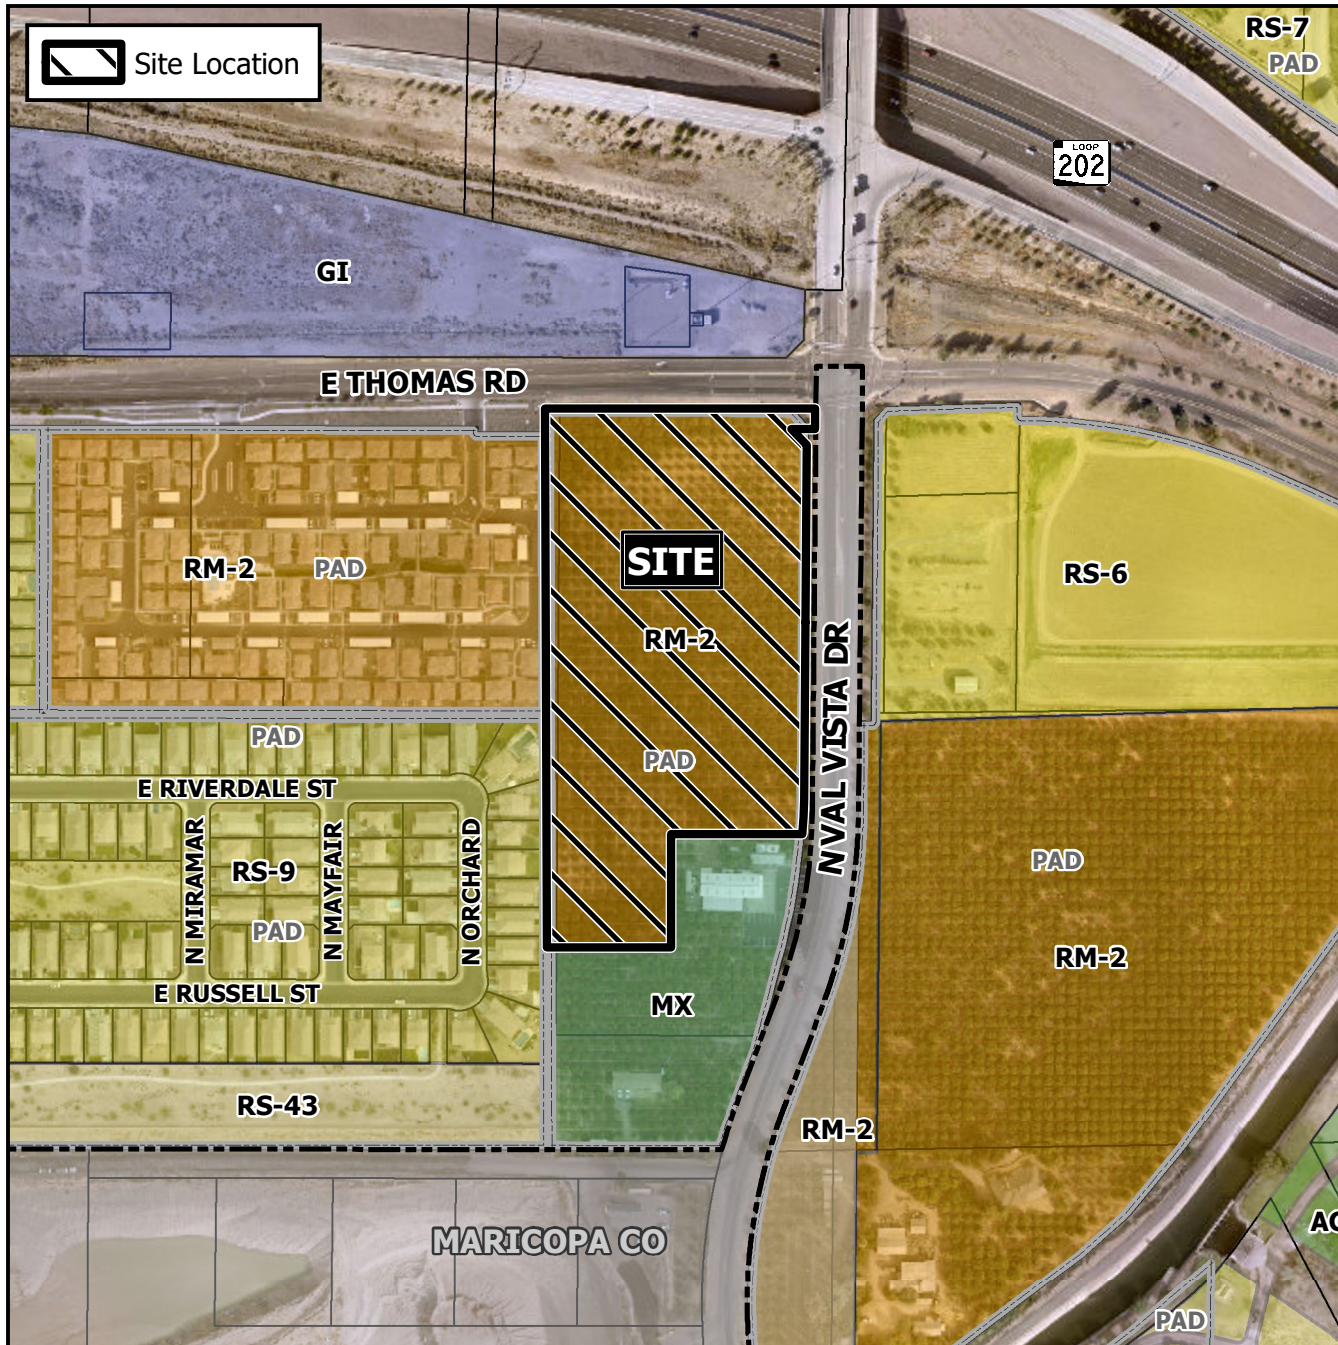 Site Location
RS-7
PAD
LOOP
202
GI
E THOMAS RD
SITE
RM-2
PAD
RS-6
RM-2
N VAL VISTA DR
PAD
PAD
E RIVERDALE ST
N MIRAMAR
N MAYFAIR
N ORCHARD
RS-9
PAD
PAD
RM-2
E RUSSELL ST
MX
RS-43
RM-2
MARICOPA CO
PAD